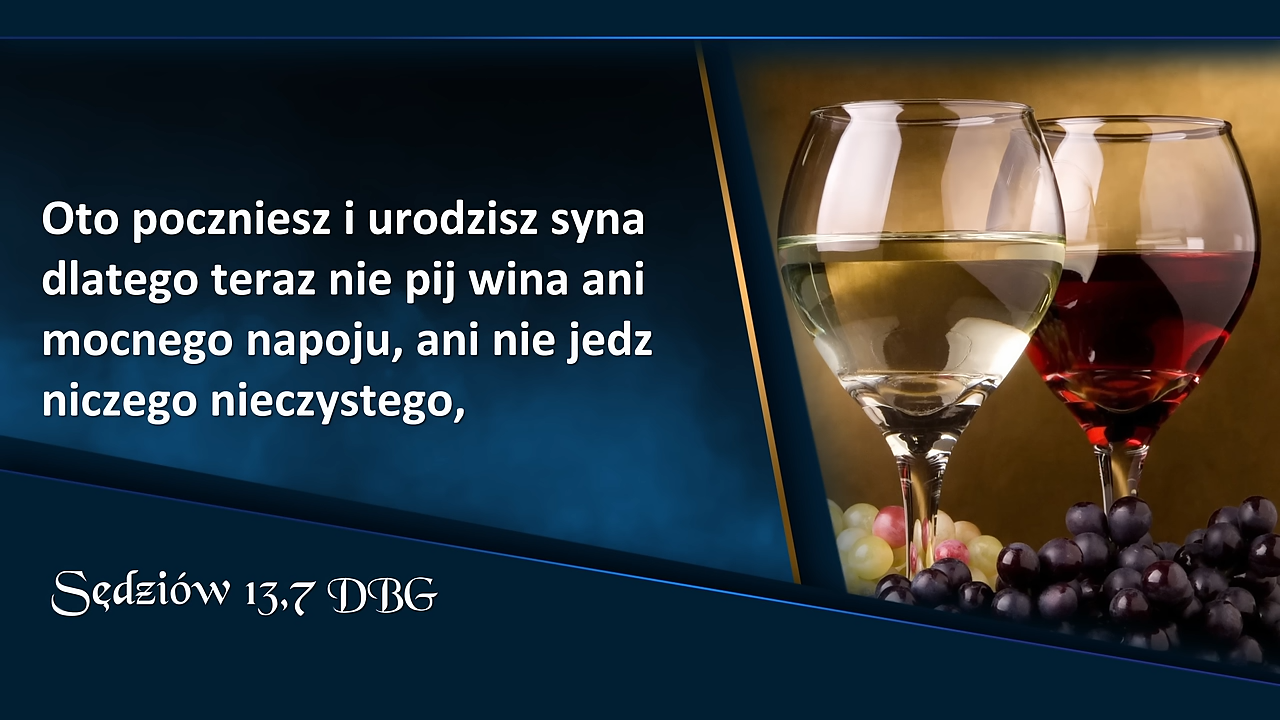 Oto poczniesz i urodzisz syna
dlatego teraz nie pij wina ani
mocnego napoju, ani nie jedz
niczego nieczystego,
Sędziów 13,7 DBG